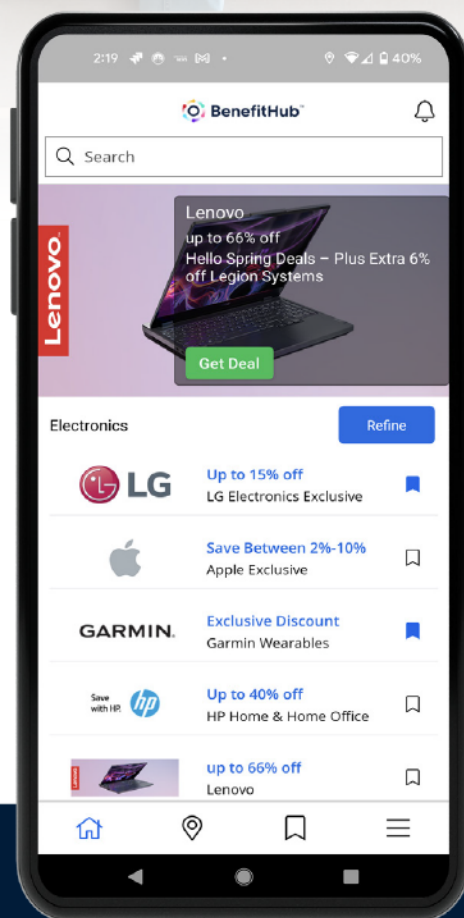 2:19
40%
BenefitHub™
Search
Lenovo
Lenovo
up to 66% off
Hello Spring Deals – Plus Extra 6%
off Legion Systems
Get Deal
Electronics
Refine
LG
Up to 15% off
LG Electronics Exclusive
Save Between 2%-10%
Apple Exclusive
GARMIN.
Exclusive Discount
Garmin Wearables
Save
with HP.
hp
Up to 40% off
HP Home & Home Office
Lenovo
up to 66% off
Lenovo